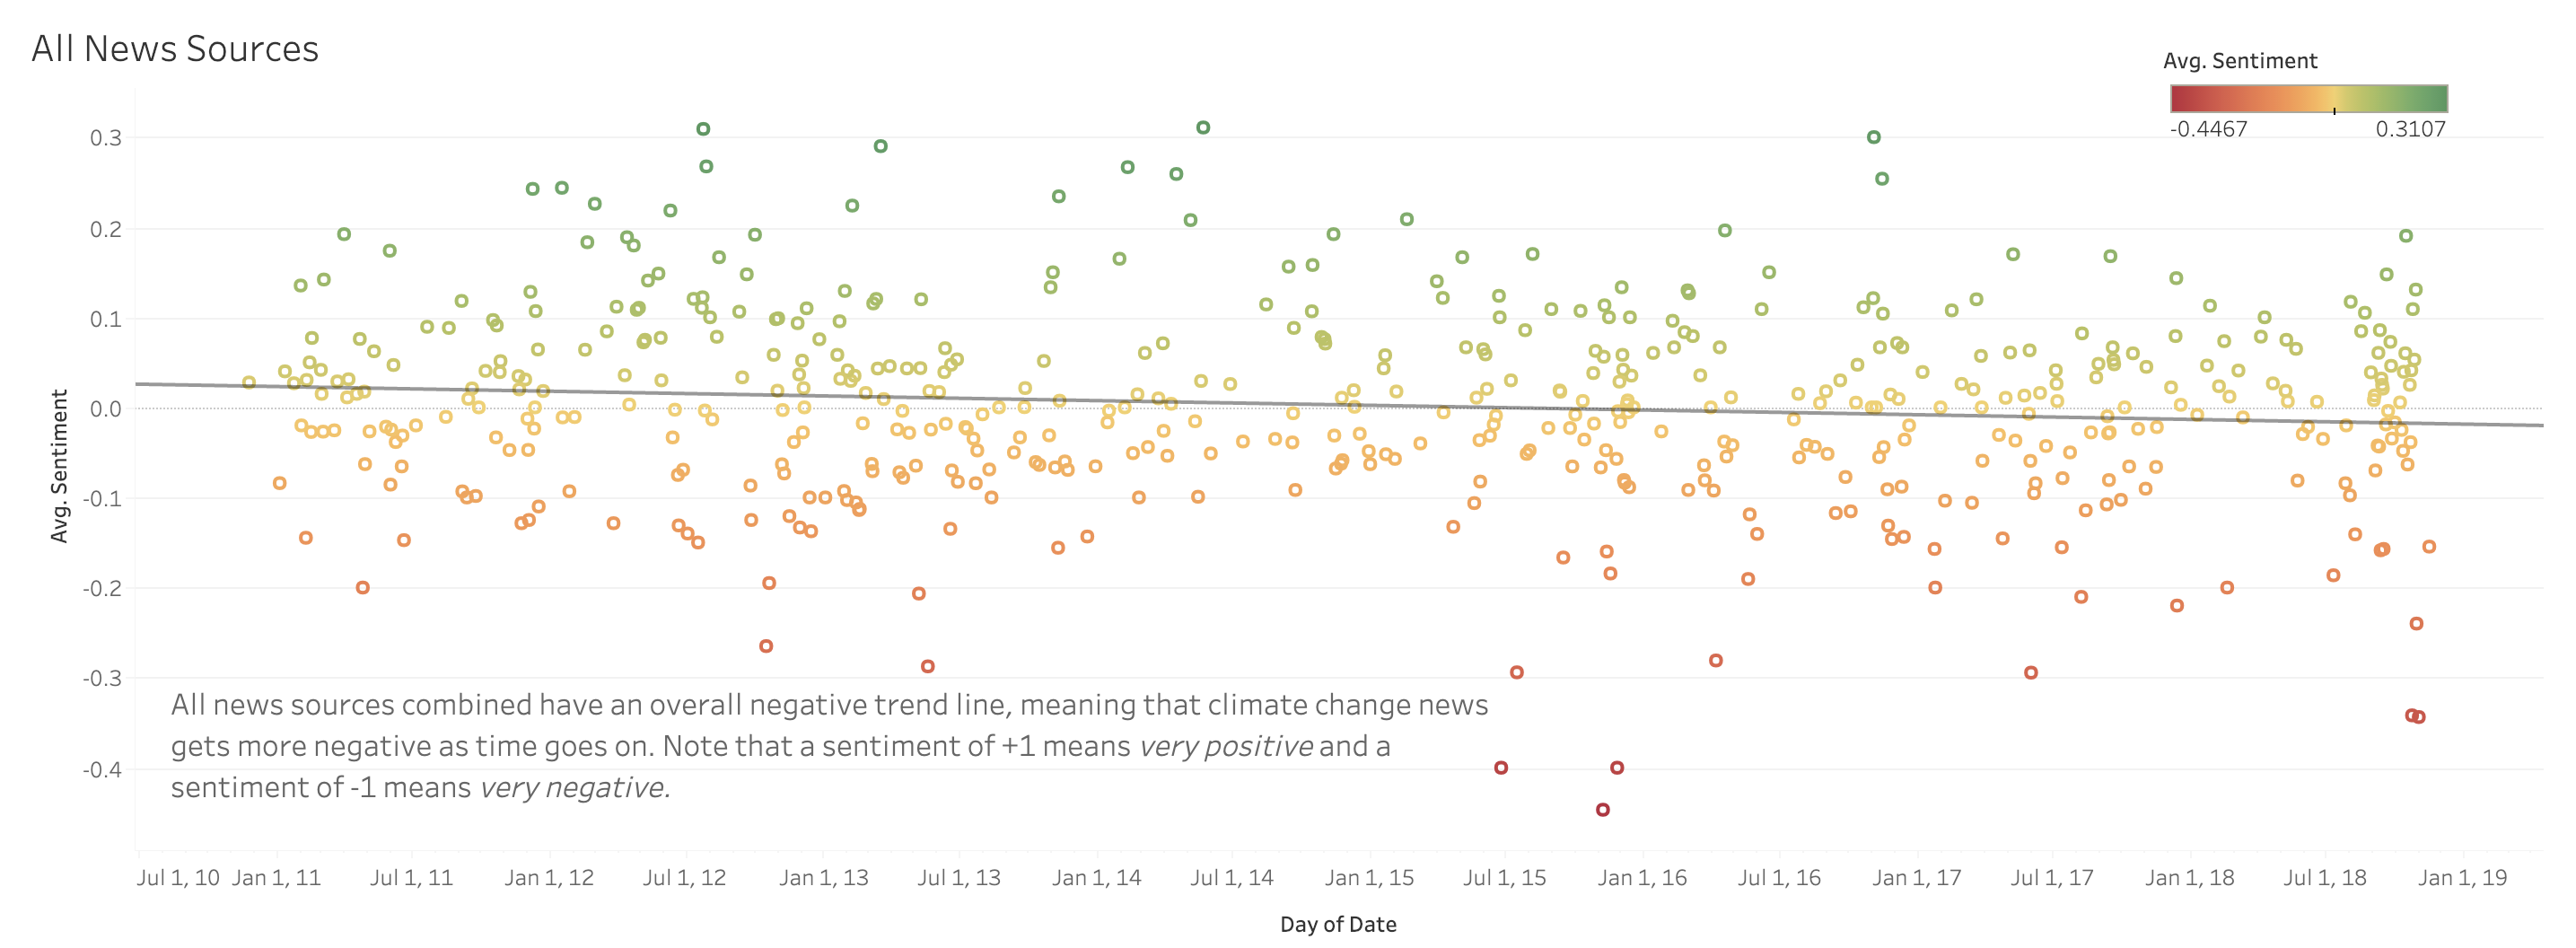 All News Sources
Avg. Sentiment
-0.4467 0.3107
Avg. Sentiment
0.3
0.2
0.1
0.0
-0.1
-0.2
-0.3
-0.4
All news sources combined have an overall negative trend line, meaning that climate change news
gets more negative as time goes on. Note that a sentiment of +1 means very positive and a
sentiment of -1 means very negative.
Jul 1, 10 Jan 1, 11 Jul 1, 11 Jan 1, 12 Jul 1, 12 Jan 1, 13 Jul 1, 13 Jan 1, 14 Jul 1, 14 Jan 1, 15 Jul 1, 15 Jan 1, 16 Jul 1, 16 Jan 1, 17 Jul 1, 17 Jan 1, 18 Jul 1, 18 Jan 1, 19
Day of Date